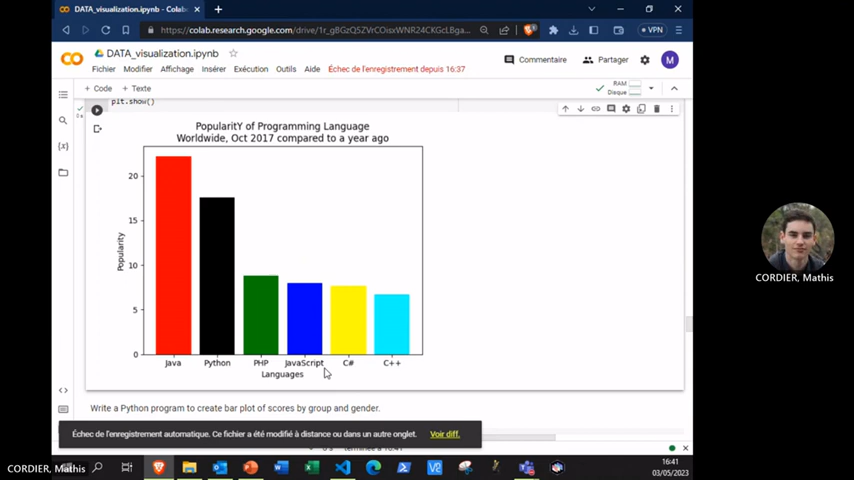 DATA_visualization.ipynb - Colab
https://colab.research.google.com/drive/1r_gBGzQ5ZVrCOisxWNR24CKGcLBga...
VPN
DATA_visualization.ipynb
Commentaire
Partager
M
Fichier Modifier Affichage Insérer Exécution Outils Aide Échec de l'enregistrement depuis 16:37
+ Code + Texte
RAM
Disque
plt.show()
{x}
PopularitY of Programming Language
Worldwide, Oct 2017 compared to a year ago
Popularity
20
15
10
5
0
Java Python PHP JavaScript C# C++
Languages
CORDIER, Mathis
Write a Python program to create bar plot of scores by group and gender.
Échec de l'enregistrement automatique. Ce fichier a été modifié à distance ou dans un autre onglet. Voir diff.
CORDIER, Mathis
16:41
03/05/2023